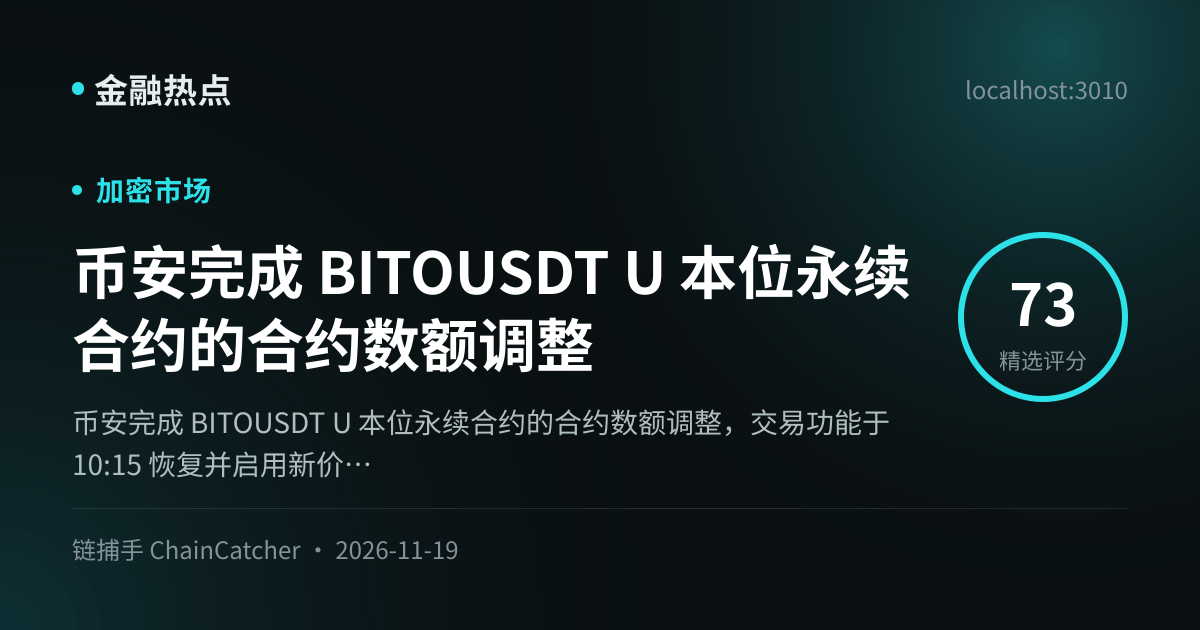 金融热点
localhost:3010
加密市场
币安完成 BITOUSDT U 本位永续
合约的合约数额调整
73
精选评分
币安完成 BITOUSDT U 本位永续合约的合约数额调整，交易功能于
10:15 恢复并启用新价…
链捕手 ChainCatcher · 2026-11-19